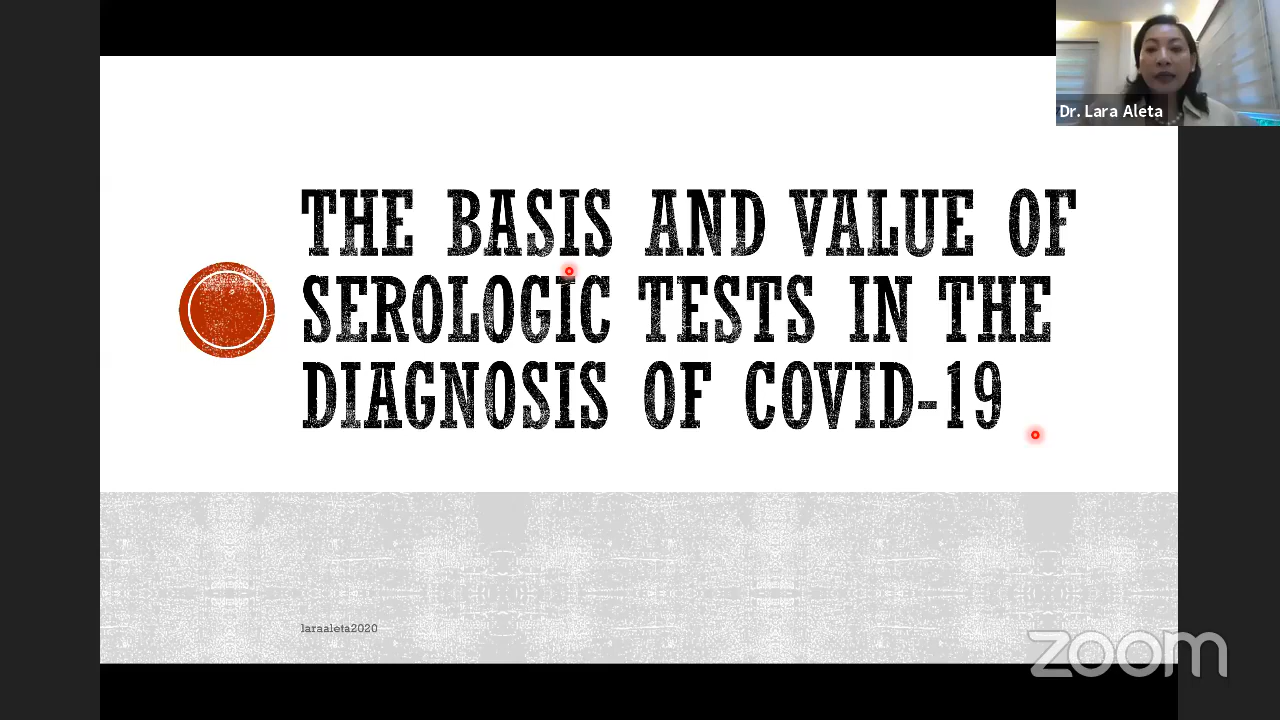 Dr. Lara Aleta
THE BASIS AND VALUE OF
SEROLOGIC TESTS IN THE
DIAGNOSIS OF COVID-19
laraaleta2020
zoom